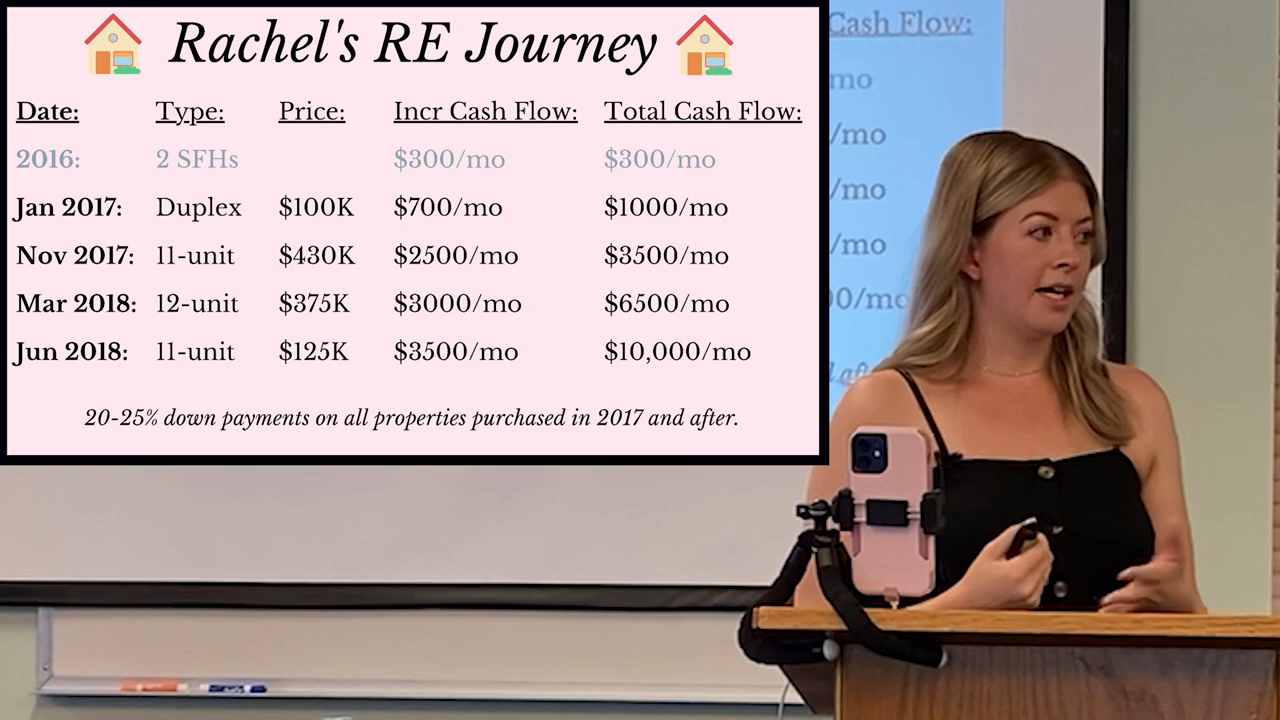 Rachel's RE Journey
Date: Type: Price: Incr Cash Flow: Total Cash Flow:
2016: 2 SFHs $300/mo $300/mo
Jan 2017: Duplex $100K $700/mo $1000/mo
Nov 2017: 11-unit $430K $2500/mo $3500/mo
Mar 2018: 12-unit $375K $3000/mo $6500/mo
Jun 2018: 11-unit $125K $3500/mo $10,000/mo
20-25% down payments on all properties purchased in 2017 and after.
Cash Flow:
mo
/mo
/mo
/mo
00/mo